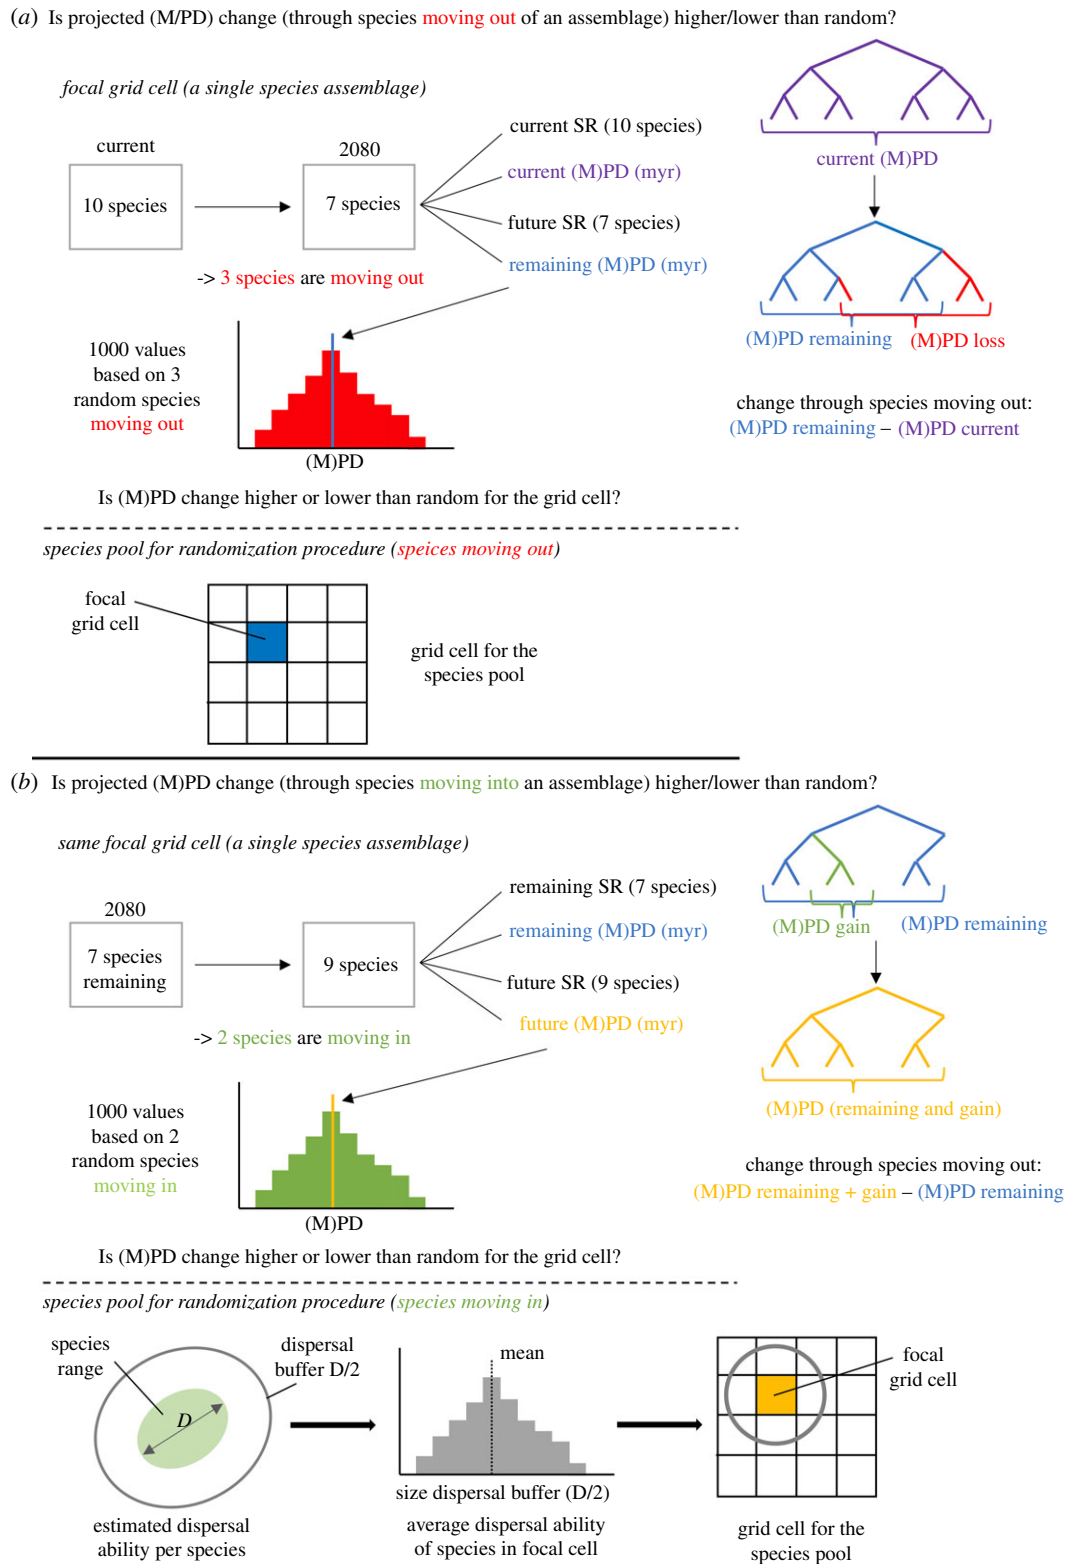 (a) Is projected (M/PD) change (through species moving out of an assemblage) higher/lower than random?
focal grid cell (a single species assemblage)
current
10 species
2080
7 species
current SR (10 species)
current (M)PD (myr)
future SR (7 species)
remaining (M)PD (myr)
-> 3 species are moving out
current (M)PD
(M)PD remaining
(M)PD loss
change through species moving out:
(M)PD remaining – (M)PD current
1000 values
based on 3
random species
moving out
(M)PD
Is (M)PD change higher or lower than random for the grid cell?
species pool for randomization procedure (speices moving out)
focal
grid cell
grid cell for the
species pool
(b) Is projected (M)PD change (through species moving into an assemblage) higher/lower than random?
same focal grid cell (a single species assemblage)
2080
7 species
remaining
9 species
remaining SR (7 species)
remaining (M)PD (myr)
future SR (9 species)
future (M)PD (myr)
-> 2 species are moving in
(M)PD gain
(M)PD remaining
(M)PD (remaining and gain)
change through species moving out:
(M)PD remaining + gain – (M)PD remaining
1000 values
based on 2
random species
moving in
(M)PD
Is (M)PD change higher or lower than random for the grid cell?
species pool for randomization procedure (species moving in)
species
range
dispersal
buffer D/2
D
estimated dispersal
ability per species
mean
size dispersal buffer (D/2)
average dispersal ability
of species in focal cell
focal
grid cell
grid cell for the
species pool